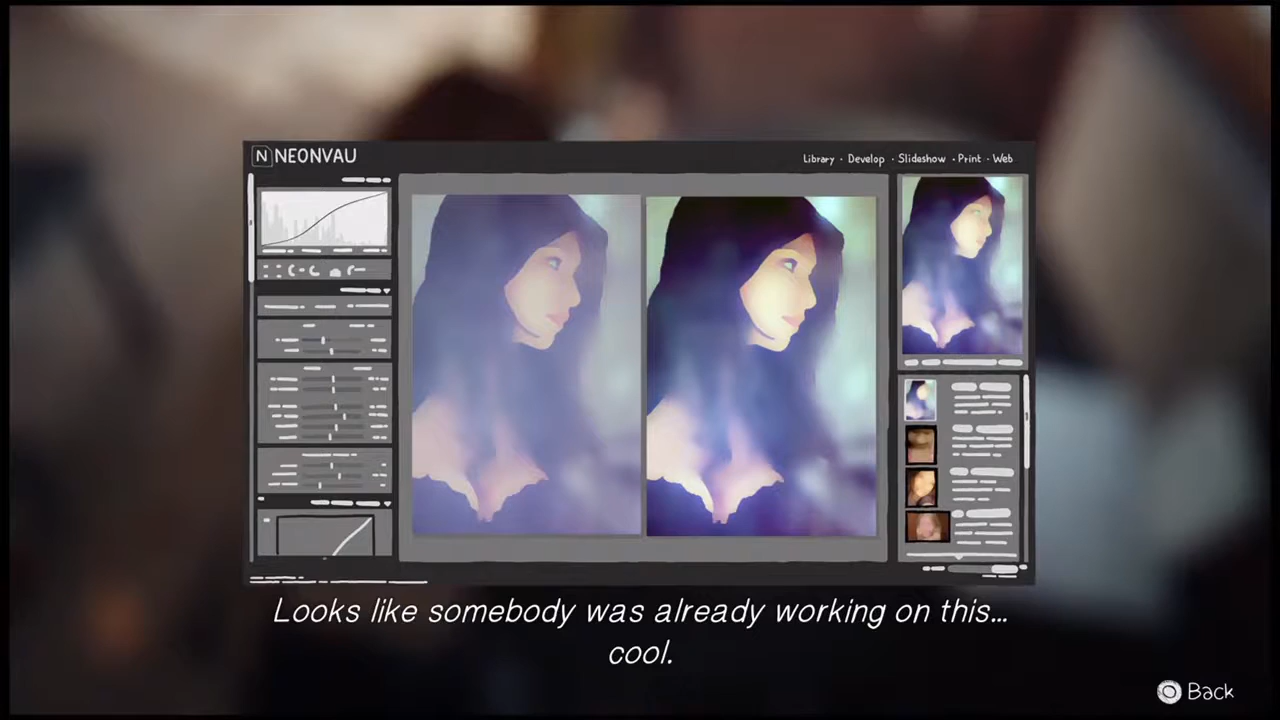 N NEONVAU
Library · Develop · Slideshow · Print · Web
Looks like somebody was already working on this...
cool.
Back